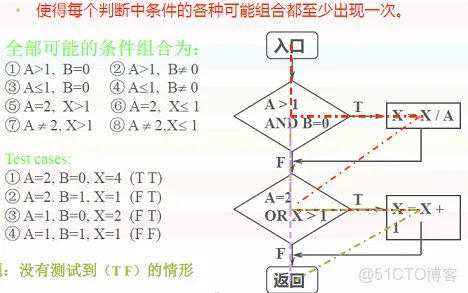 • 使得每个判断中条件的各种可能组合都至少出现一次。
全部可能的条件组合为：
① A>1, B=0 ② A>1, B≠0
③ A≤1, B=0 ④ A≤1, B≠0
⑤ A=2, X>1 ⑥ A=2, X≤ 1
⑦ A≠2, X>1 ⑧ A≠2,X≤ 1
Test cases:
① A=2, B=0, X=4 (T T)
② A=2. B=1, X=1 (F T)
③ A=1, B=0, X=2 (F T)
④ A=1, B=1, X=1 (F F)
：没有测试到（T F）的情形
入口
A > 1
AND B=0
T
X = X / A
F
A=2
OR X > 1
T
X = X +
1
F
返回
@51CTO博客